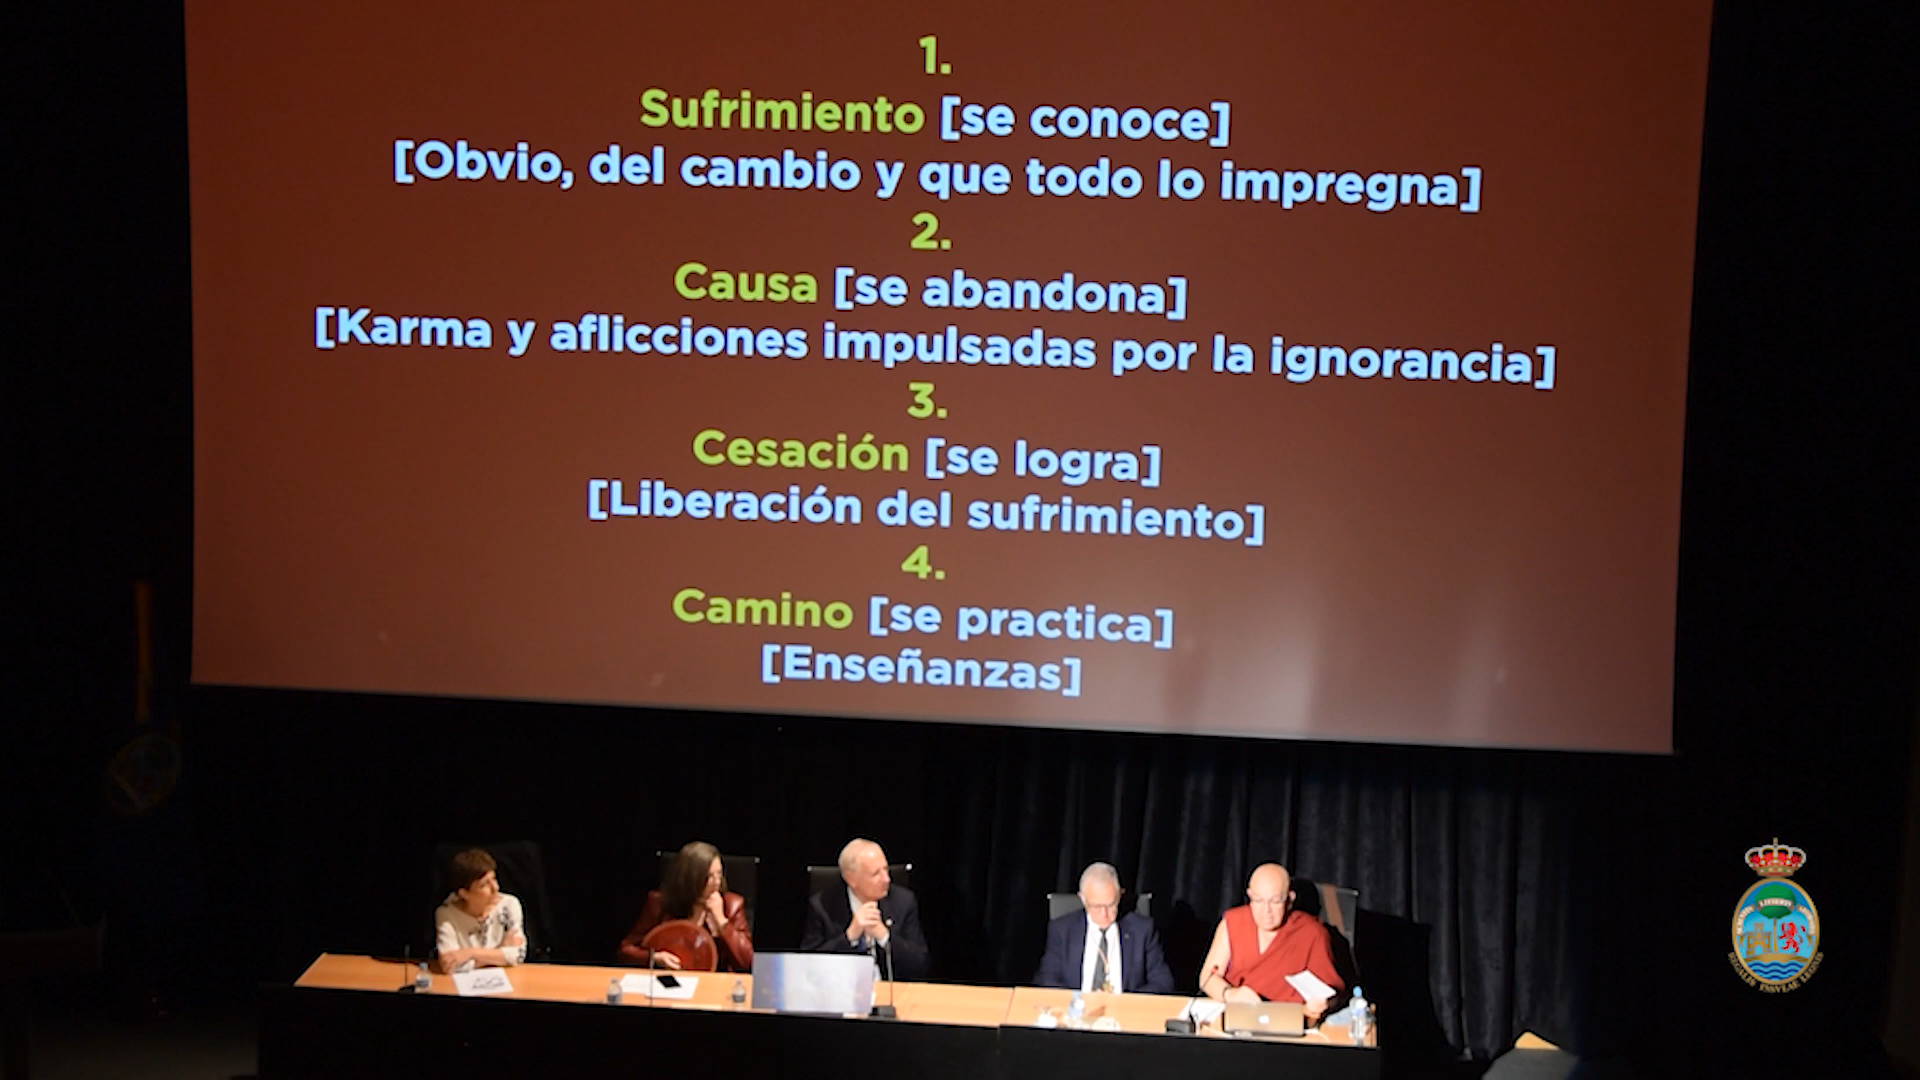 1.
Sufrimiento [se conoce]
[Obvio, del cambio y que todo lo impregna]
2.
Causa [se abandona]
[Karma y aflicciones impulsadas por la ignorancia]
3.
Cesación [se logra]
[Liberación del sufrimiento]
4.
Camino [se practica]
[Enseñanzas]